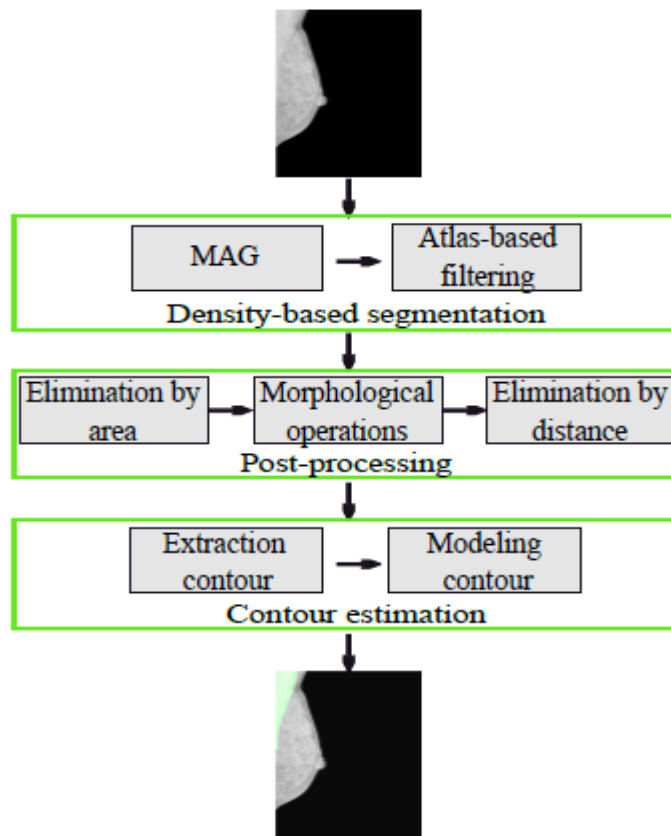 MAG
Atlas-based
filtering
Density-based segmentation
Elimination by
area
Morphological
operations
Elimination by
distance
Post-processing
Extraction
contour
Modeling
contour
Contour estimation